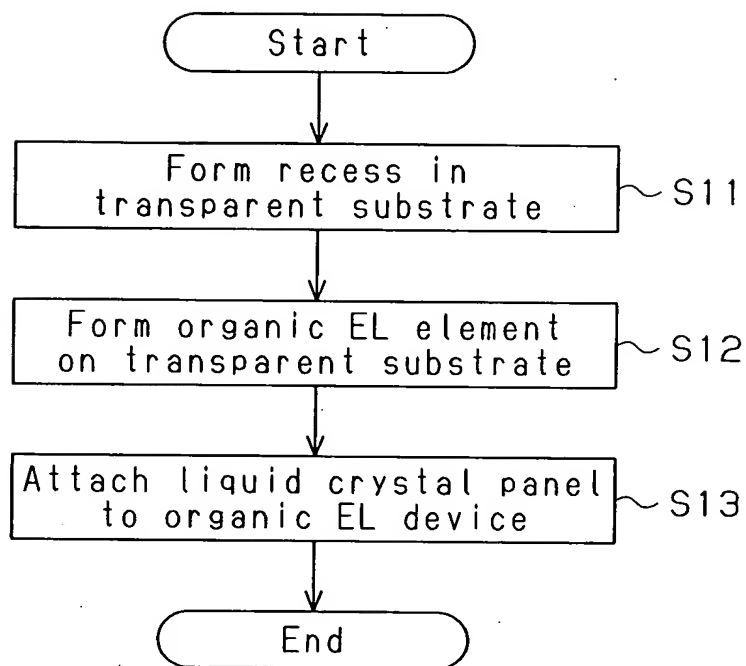 Start
Form recess in
transparent substrate
S11
Form organic EL element
on transparent substrate
S12
Attach liquid crystal panel
to organic EL device
S13
End